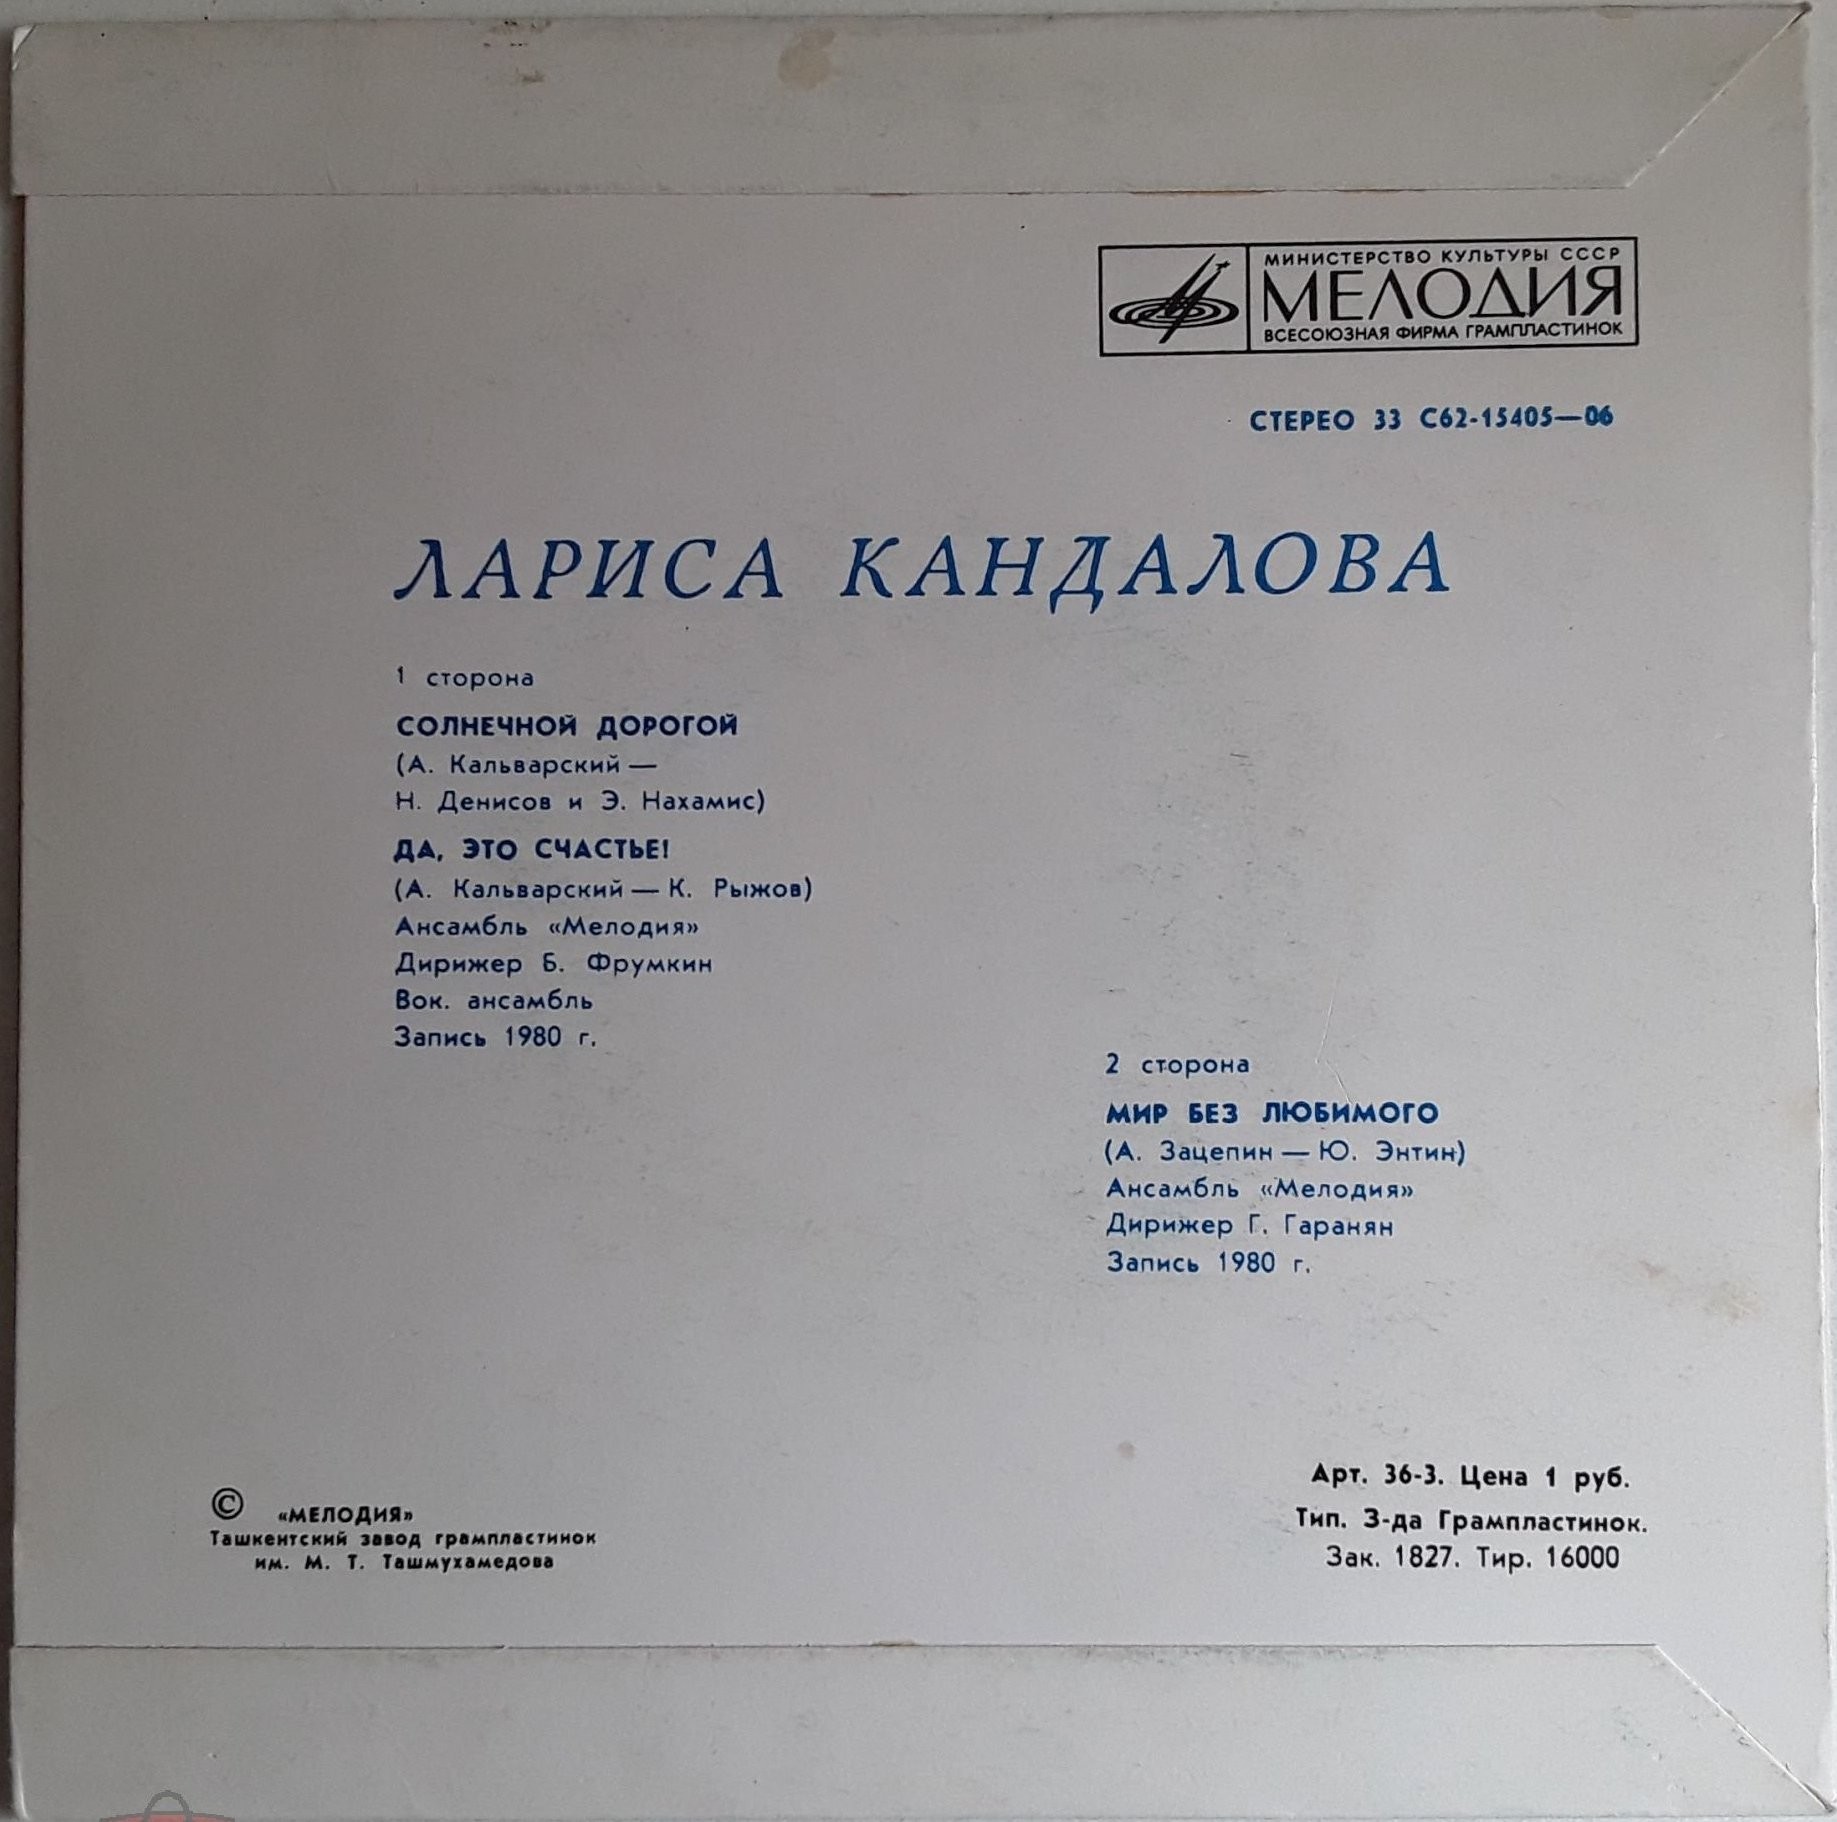 МИНИСТЕРСТВО КУЛЬТУРЫ СССР
МЕЛОДИЯ
ВСЕСОЮЗНАЯ ФИРМА ГРАМПЛАСТИНОК
СТЕРЕО 33 С62-15405—06
ЛАРИСА КАНДАЛОВА
1 сторона
СОЛНЕЧНОЙ ДОРОГОЙ
(А. Кальварский —
Н. Денисов и Э. Нахамис)
ДА, ЭТО СЧАСТЬЕ!
(А. Кальварский — К. Рыжов)
Ансамбль «Мелодия»
Дирижер Б. Фрумкин
Вок. ансамбль
Запись 1980 г.
2 сторона
МИР БЕЗ ЛЮБИМОГО
(А. Зацепин — Ю. Энтин)
Ансамбль «Мелодия»
Дирижер Г. Гаранян
Запись 1980 г.
© «МЕЛОДИЯ»
Ташкентский завод грампластинок
им. М. Т. Ташмухамедова
Арт. 36-3. Цена 1 руб.
Тип. З-да Грампластинок.
Зак. 1827. Тир. 16000